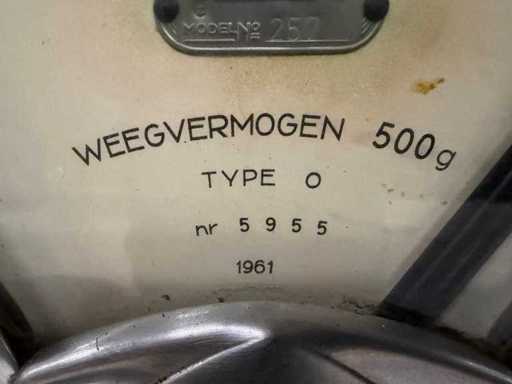 MODEL No 252
WEEGVERMOGEN 500g
TYPE O
nr 5955
1961